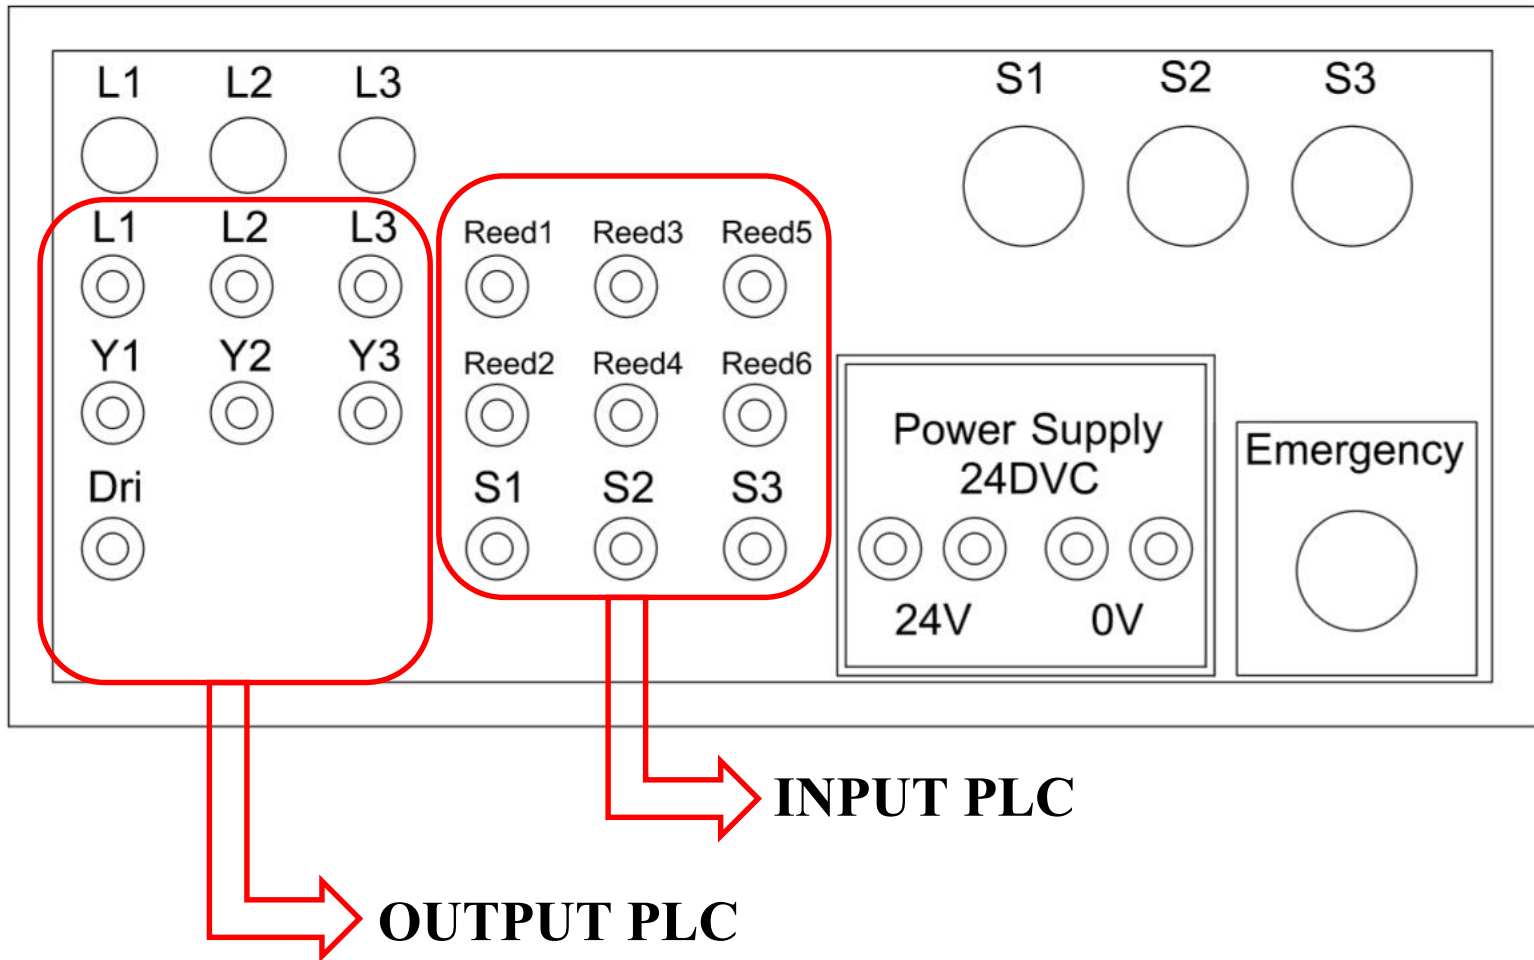 L1 L2 L3
S1 S2 S3
L1 L2 L3
Reed1 Reed3 Reed5
Y1 Y2 Y3
Reed2 Reed4 Reed6
Dri
S1 S2 S3
Power Supply
24DVC
24V 0V
Emergency
INPUT PLC
OUTPUT PLC